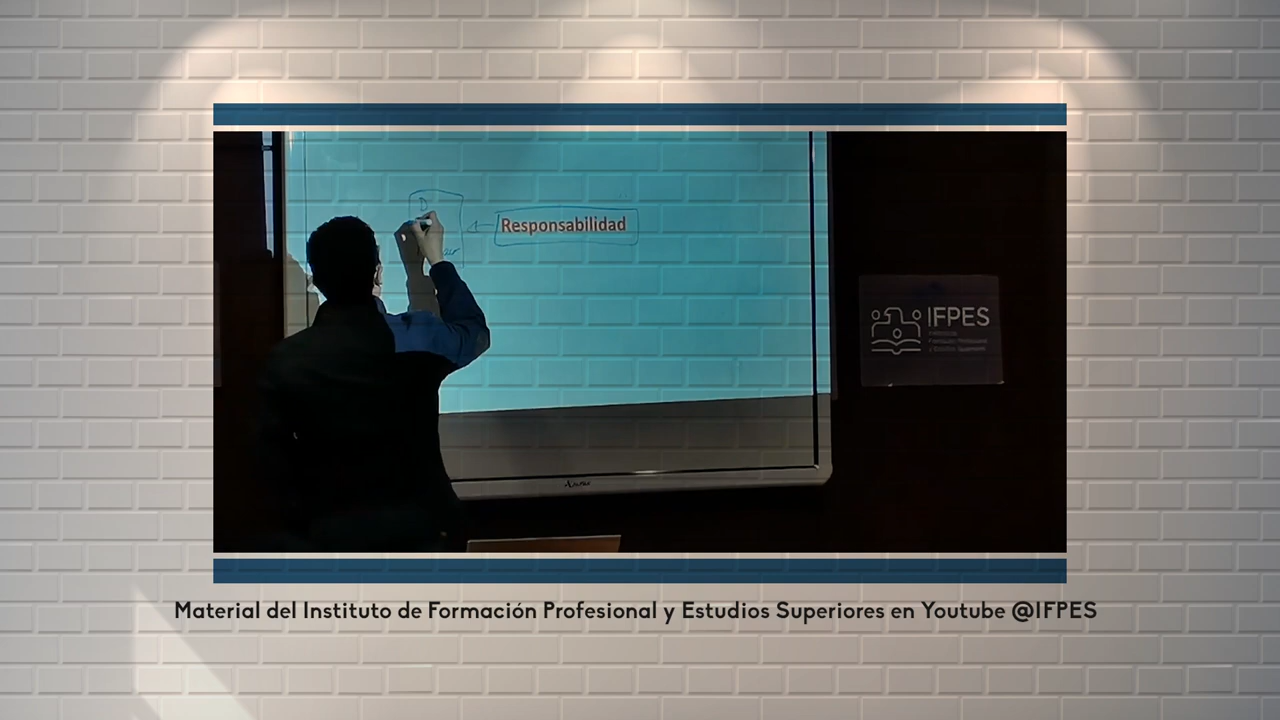 D
Responsabilidad
IFPES
Material del Instituto de Formación Profesional y Estudios Superiores en Youtube @IFPES